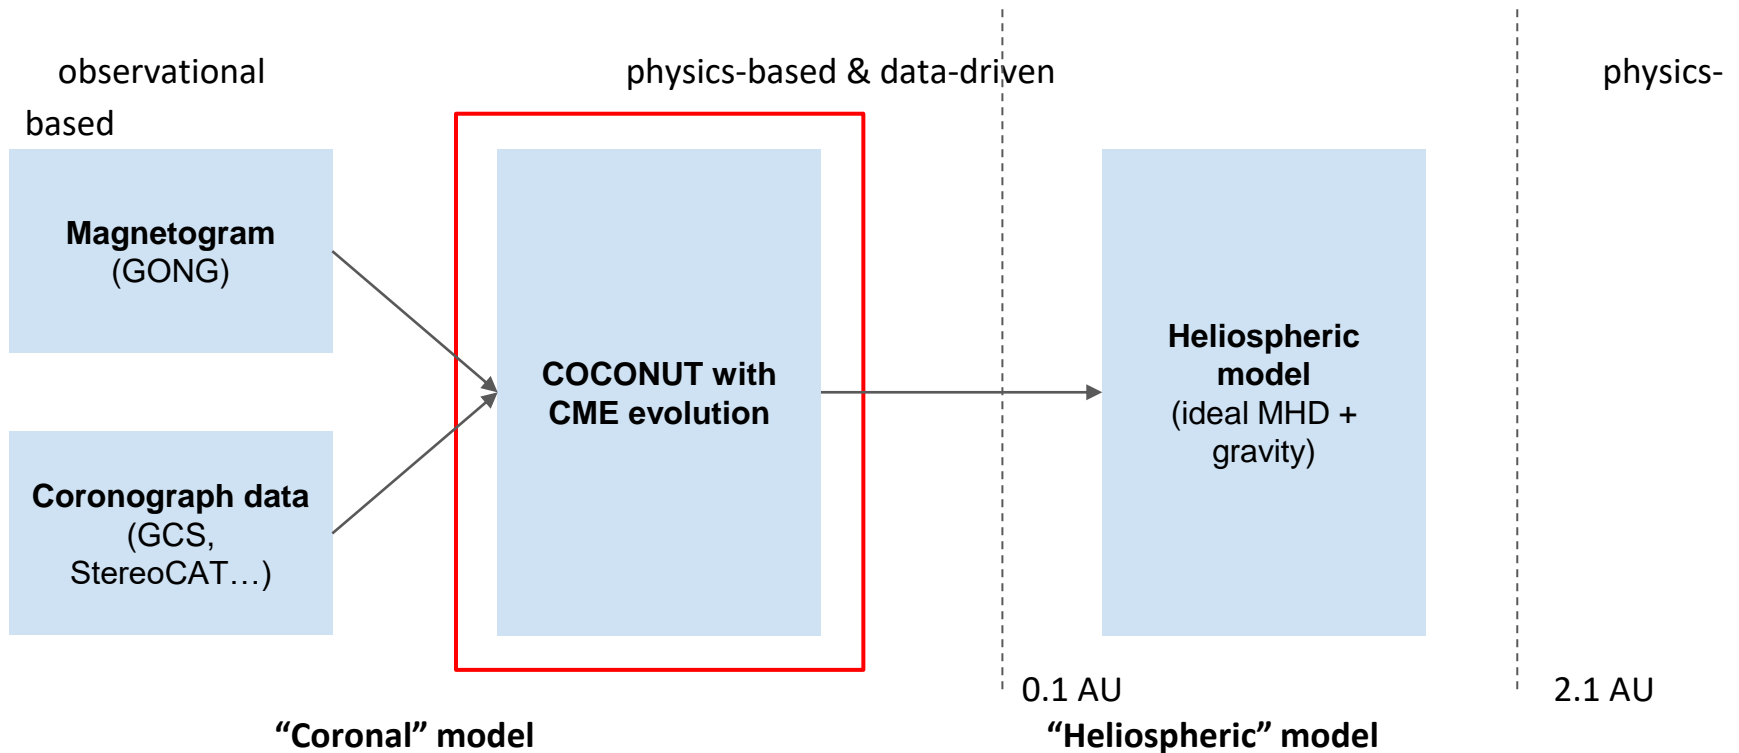 observational physics-based & data-driven physics-
based
Magnetogram
(GONG)
Coronograph data
(GCS,
StereoCAT…)
COCONUT with
CME evolution
Heliospheric
model
(ideal MHD +
gravity)
0.1 AU
2.1 AU
“Coronal” model
“Heliospheric” model